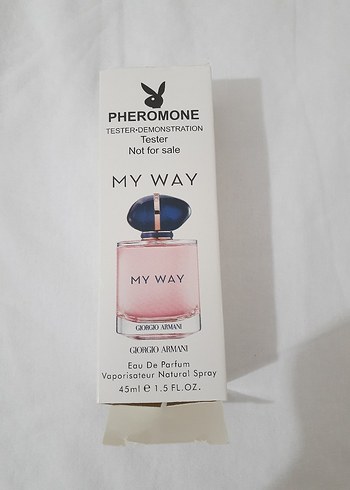 PHEROMONE
TESTER•DEMONSTRATION
Tester
Not for sale
MY WAY
MY WAY
GIORGIO ARMANI
GIORGIO ARMANI
Eau De Parfum
Vaporisateur Natural Spray
45ml ℮ 1.5 FL.OZ.